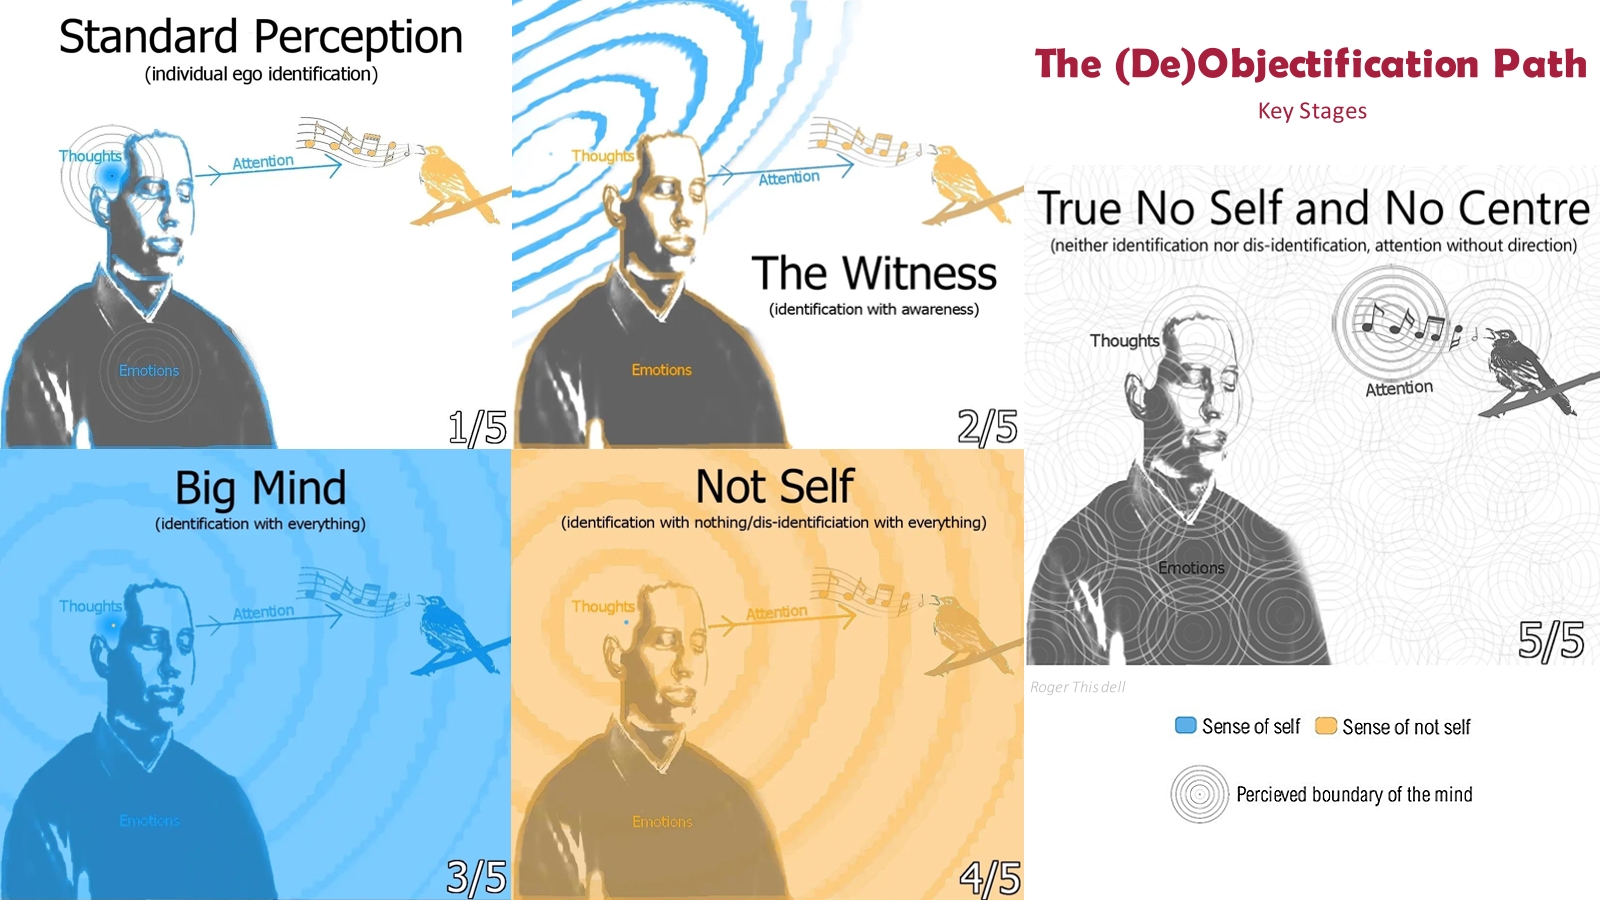 Standard Perception
(individual ego identification)
Thoughts
Attention
Emotions
1/5
Thoughts
Attention
The Witness
(identification with awareness)
Emotions
2/5
Big Mind
(identification with everything)
Thoughts
Attention
Emotions
3/5
Not Self
(identification with nothing/dis-identificiation with everything)
Thoughts
Attention
Emotions
4/5
The (De)Objectification Path
Key Stages
True No Self and No Centre
(neither identification nor dis-identification, attention without direction)
Thoughts
Attention
Emotions
5/5
Roger Thisdell
Sense of self
Sense of not self
Percieved boundary of the mind